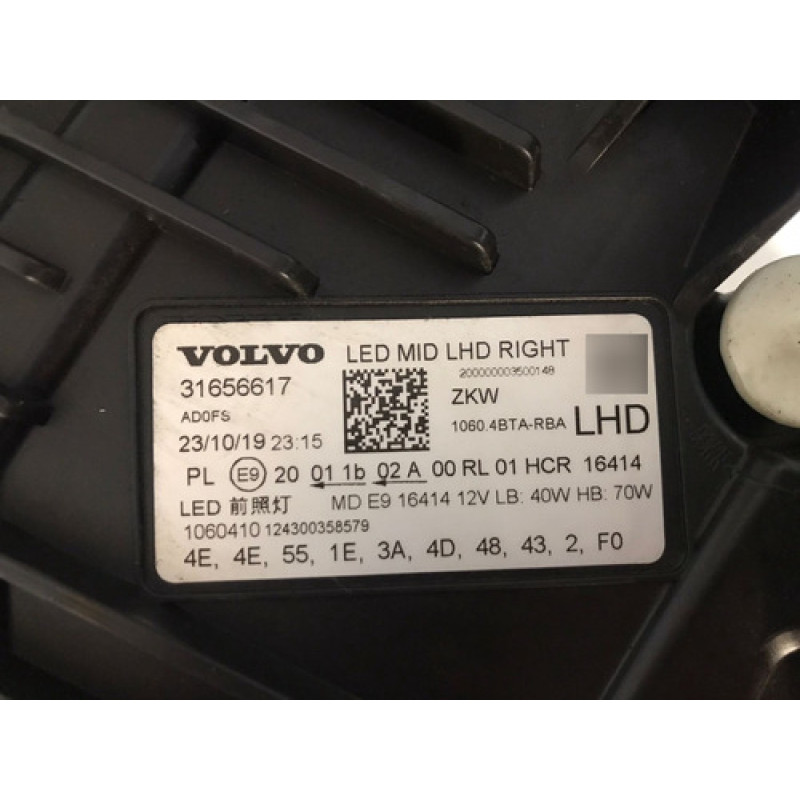 VOLVO LED MID LHD RIGHT
31656617 200000003500148
AD0FS ZKW
23/10/19 23:15 1060.4BTA-RBA LHD
PL E9 20 01 1b 02 A 00 RL 01 HCR 16414
LED 前照灯 MD E9 16414 12V LB: 40W HB: 70W
1060410 124300358579
4E, 4E, 55, 1E, 3A, 4D, 48, 43, 2, F0